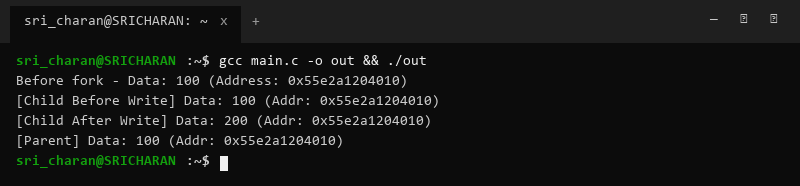 sri_charan@SRICHARAN: ~ x +
sri_charan@SRICHARAN :~$ gcc main.c -o out && ./out
Before fork - Data: 100 (Address: 0x55e2a1204010)
[Child Before Write] Data: 100 (Addr: 0x55e2a1204010)
[Child After Write] Data: 200 (Addr: 0x55e2a1204010)
[Parent] Data: 100 (Addr: 0x55e2a1204010)
sri_charan@SRICHARAN :~$